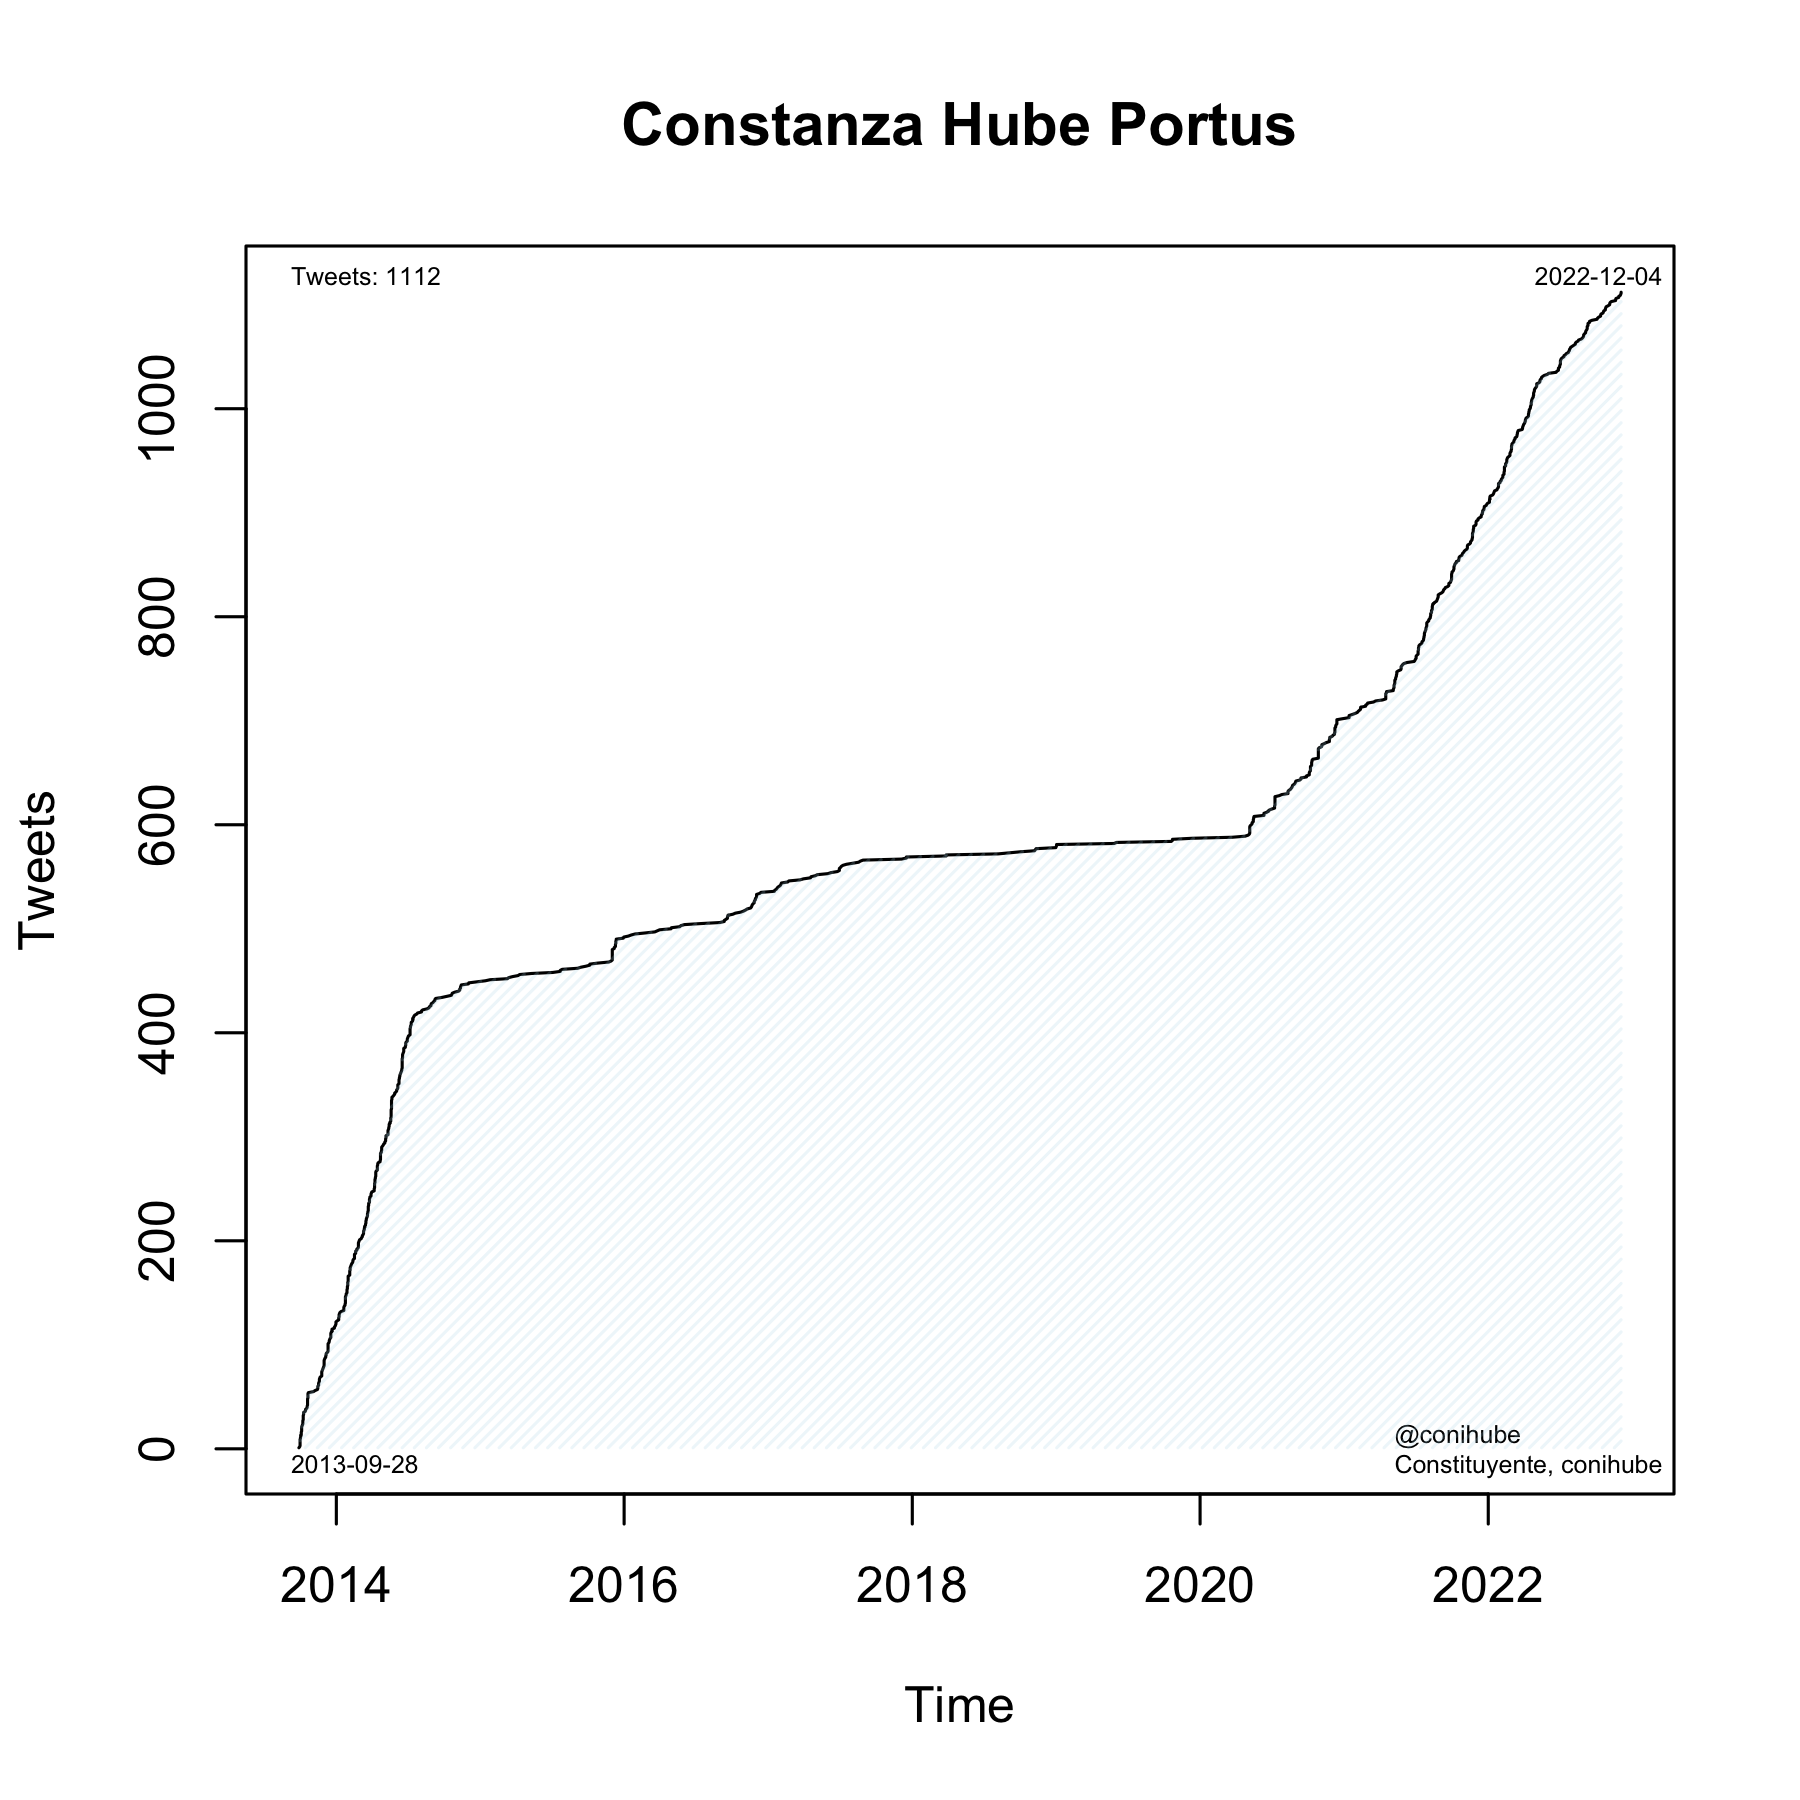 Constanza Hube Portus
Tweets: 1112
2022-12-04
1000
800
600
400
200
0
Tweets
@conihube
2013-09-28
Constituyente, conihube
2014
2016
2018
2020
2022
Time